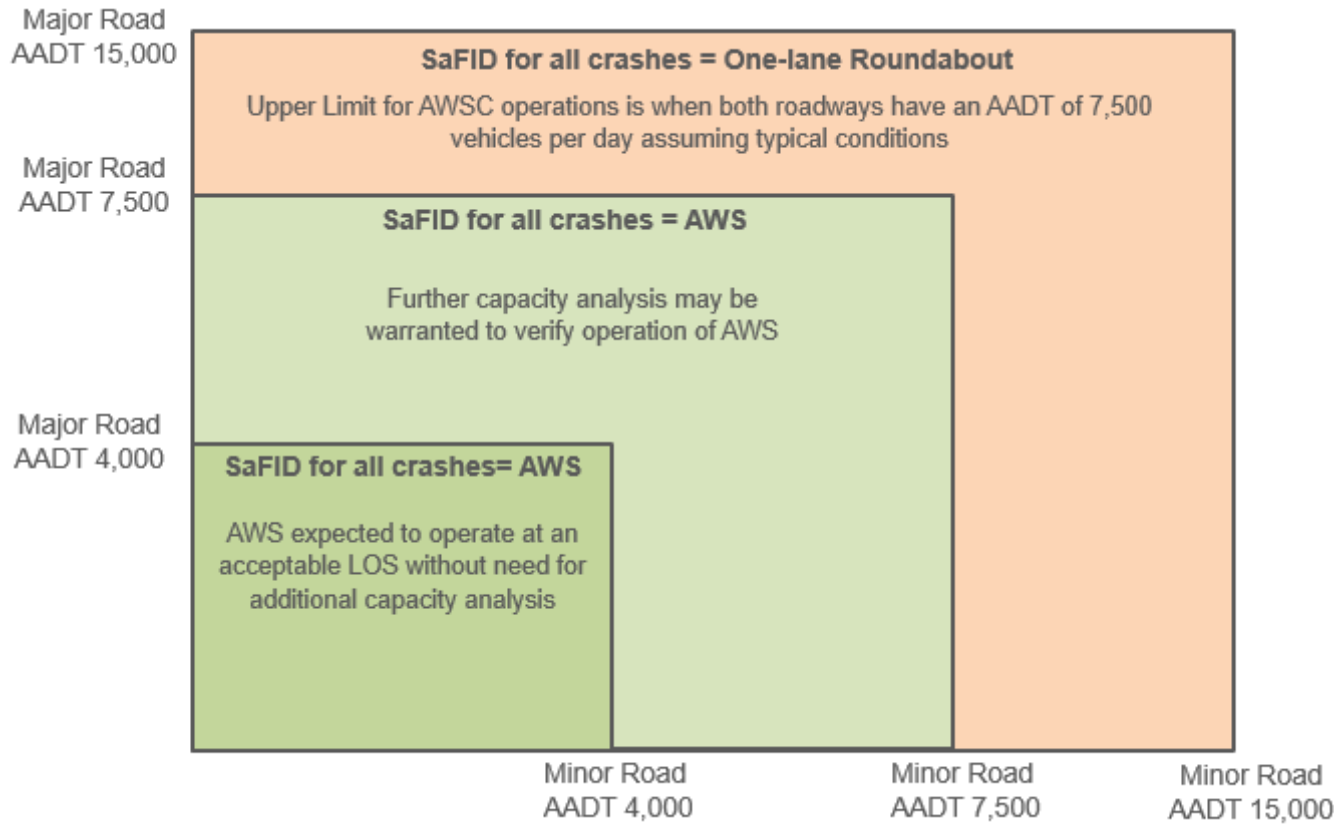 Major Road
AADT 15,000
SaFID for all crashes = One-lane Roundabout
Upper Limit for AWSC operations is when both roadways have an AADT of 7,500
vehicles per day assuming typical conditions
Major Road
AADT 7,500
SaFID for all crashes = AWS
Further capacity analysis may be
warranted to verify operation of AWS
Major Road
AADT 4,000
SaFID for all crashes= AWS
AWS expected to operate at an
acceptable LOS without need for
additional capacity analysis
Minor Road
AADT 4,000
Minor Road
AADT 7,500
Minor Road
AADT 15,000